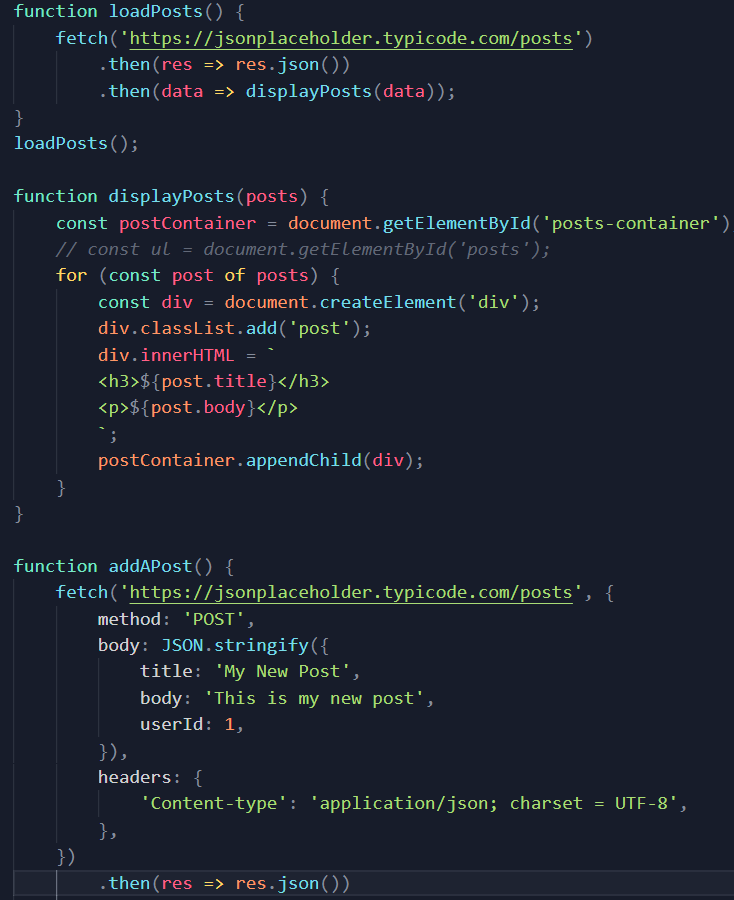 function loadPosts() {
    fetch('https://jsonplaceholder.typicode.com/posts')
        .then(res => res.json())
        .then(data => displayPosts(data));
}
loadPosts();

function displayPosts(posts) {
    const postContainer = document.getElementById('posts-container')
    // const ul = document.getElementById('posts');
    for (const post of posts) {
        const div = document.createElement('div');
        div.classList.add('post');
        div.innerHTML = `
        <h3>${post.title}</h3>
        <p>${post.body}</p>
        `;
        postContainer.appendChild(div);
    }
}

function addAPost() {
    fetch('https://jsonplaceholder.typicode.com/posts', {
        method: 'POST',
        body: JSON.stringify({
            title: 'My New Post',
            body: 'This is my new post',
            userId: 1,
        }),
        headers: {
            'Content-type': 'application/json; charset = UTF-8',
        },
    })
        .then(res => res.json())